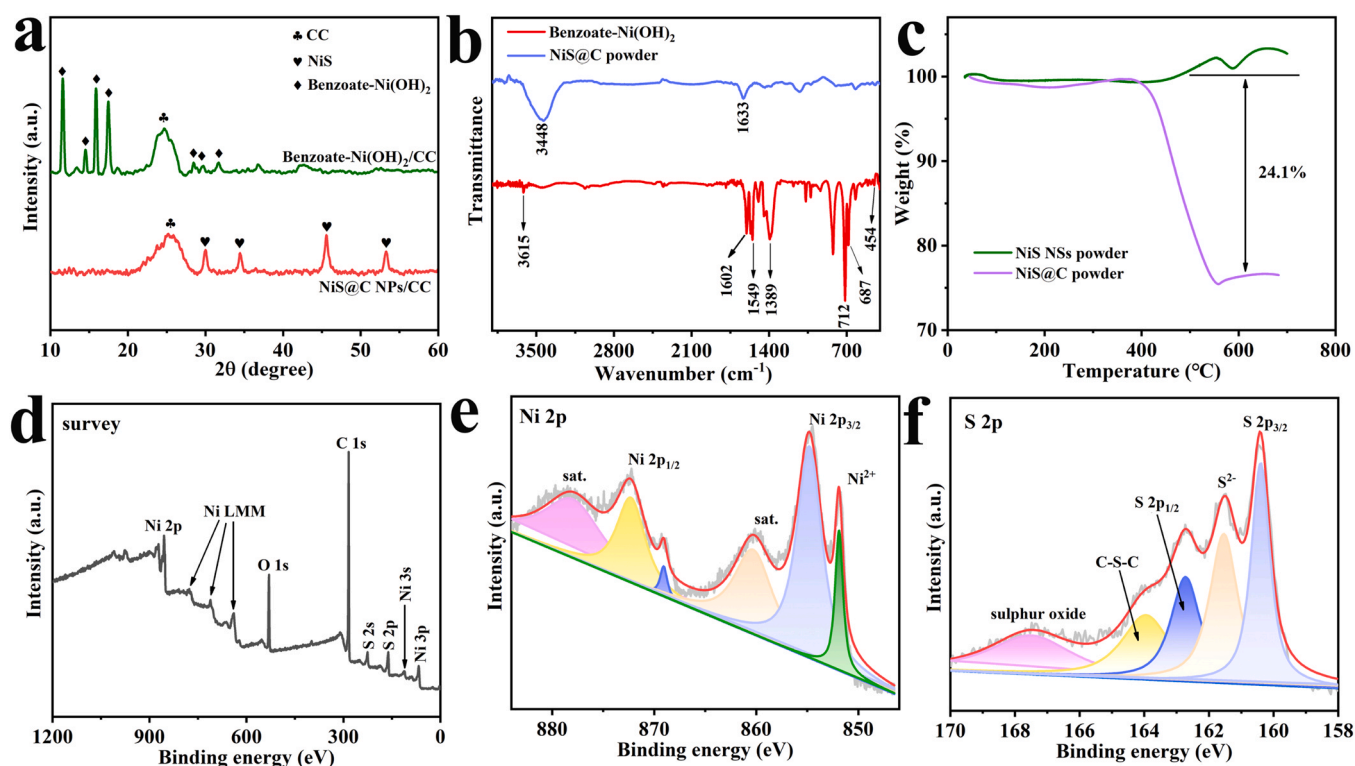 a
♣ CC
♥ NiS
♦ Benzoate-Ni(OH)₂
Benzoate-Ni(OH)₂/CC
NiS@C NPs/CC
Intensity (a.u.)
10 20 30 40 50 60
2θ (degree)
b
Benzoate-Ni(OH)₂
NiS@C powder
3448
1633
3615
1602
1549
1389
712
687
454
Transmittance
3500 2800 2100 1400 700
Wavenumber (cm⁻¹)
c
100
90
80
70
24.1%
NiS NSs powder
NiS@C powder
Weight (%)
0 200 400 600 800
Temperature (℃)
d
survey
C 1s
Ni 2p
Ni LMM
O 1s
S 2s
S 2p
Ni 3s
Ni 3p
Intensity (a.u.)
1200 900 600 300 0
Binding energy (eV)
e
Ni 2p
Ni 2p₃/₂
Ni 2p₁/₂
sat.
sat.
Ni²⁺
Intensity (a.u.)
880 870 860 850
Binding energy (eV)
f
S 2p
S 2p₃/₂
S²⁻
S 2p₁/₂
C-S-C
sulphur oxide
Intensity (a.u.)
170 168 166 164 162 160 158
Binding energy (eV)